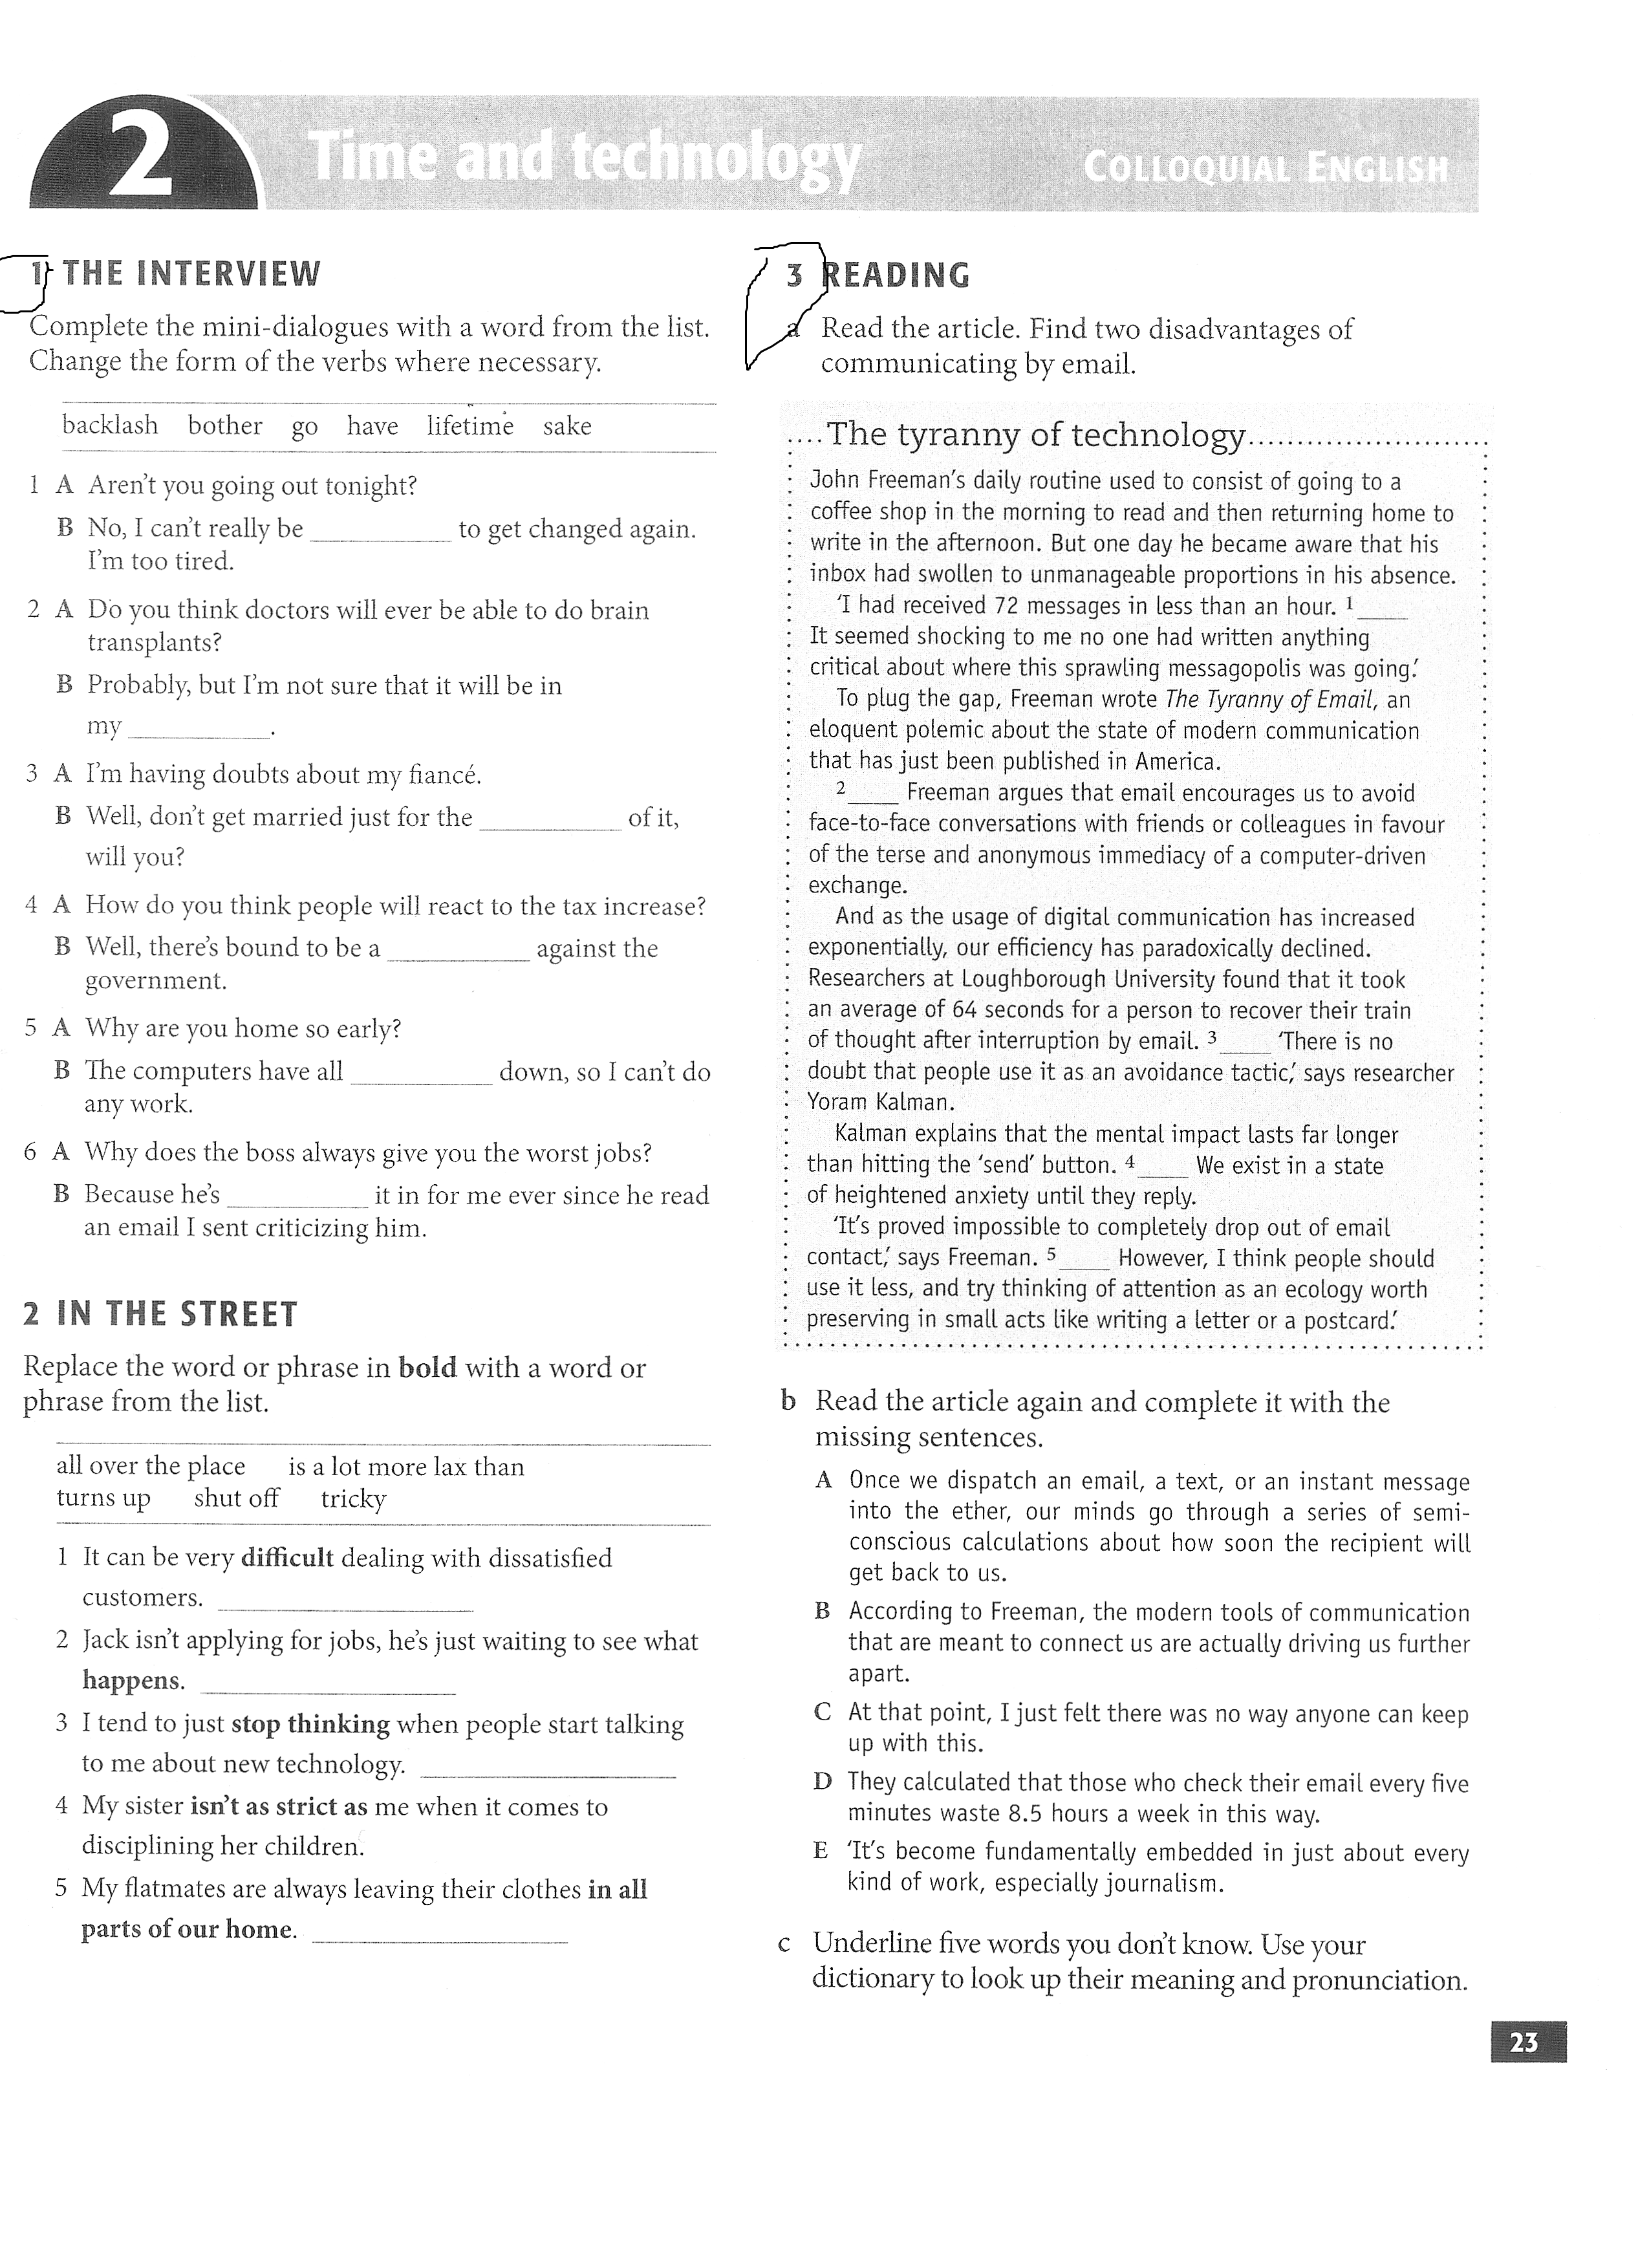 2 Time and technology COLLOQUIAL ENGLISH
1 THE INTERVIEW
Complete the mini-dialogues with a word from the list.
Change the form of the verbs where necessary.
backlash bother go have lifetime sake
1 A Aren't you going out tonight?
B No, I can't really be __________ to get changed again.
I'm too tired.
2 A Do you think doctors will ever be able to do brain
transplants?
B Probably, but I'm not sure that it will be in
my __________.
3 A I'm having doubts about my fiancé.
B Well, don't get married just for the __________ of it,
will you?
4 A How do you think people will react to the tax increase?
B Well, there's bound to be a __________ against the
government.
5 A Why are you home so early?
B The computers have all __________ down, so I can't do
any work.
6 A Why does the boss always give you the worst jobs?
B Because he's __________ it in for me ever since he read
an email I sent criticizing him.
2 IN THE STREET
Replace the word or phrase in bold with a word or
phrase from the list.
all over the place is a lot more lax than
turns up shut off tricky
1 It can be very difficult dealing with dissatisfied
customers. __________________
2 Jack isn't applying for jobs, he's just waiting to see what
happens. __________________
3 I tend to just stop thinking when people start talking
to me about new technology. __________________
4 My sister isn't as strict as me when it comes to
disciplining her children.
5 My flatmates are always leaving their clothes in all
parts of our home. __________________
3 READING
a Read the article. Find two disadvantages of
communicating by email.
....The tyranny of technology........................
John Freeman's daily routine used to consist of going to a
coffee shop in the morning to read and then returning home to
write in the afternoon. But one day he became aware that his
inbox had swollen to unmanageable proportions in his absence.
'I had received 72 messages in less than an hour. 1____
It seemed shocking to me no one had written anything
critical about where this sprawling messagopolis was going.'
To plug the gap, Freeman wrote The Tyranny of Email, an
eloquent polemic about the state of modern communication
that has just been published in America.
2____ Freeman argues that email encourages us to avoid
face-to-face conversations with friends or colleagues in favour
of the terse and anonymous immediacy of a computer-driven
exchange.
And as the usage of digital communication has increased
exponentially, our efficiency has paradoxically declined.
Researchers at Loughborough University found that it took
an average of 64 seconds for a person to recover their train
of thought after interruption by email. 3____ 'There is no
doubt that people use it as an avoidance tactic,' says researcher
Yoram Kalman.
Kalman explains that the mental impact lasts far longer
than hitting the 'send' button. 4____ We exist in a state
of heightened anxiety until they reply.
'It's proved impossible to completely drop out of email
contact,' says Freeman. 5____ However, I think people should
use it less, and try thinking of attention as an ecology worth
preserving in small acts like writing a letter or a postcard.'
b Read the article again and complete it with the
missing sentences.
A Once we dispatch an email, a text, or an instant message
into the ether, our minds go through a series of semi-
conscious calculations about how soon the recipient will
get back to us.
B According to Freeman, the modern tools of communication
that are meant to connect us are actually driving us further
apart.
C At that point, I just felt there was no way anyone can keep
up with this.
D They calculated that those who check their email every five
minutes waste 8.5 hours a week in this way.
E 'It's become fundamentally embedded in just about every
kind of work, especially journalism.
c Underline five words you don't know. Use your
dictionary to look up their meaning and pronunciation.
23